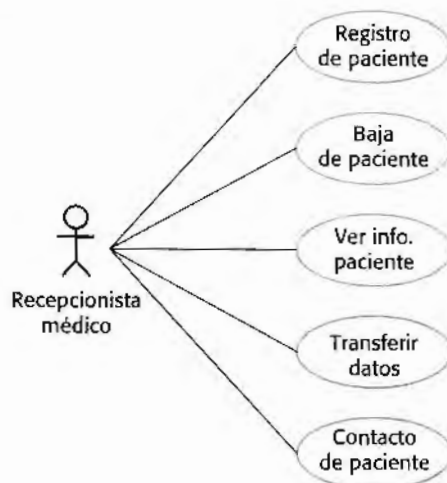 Registro
de paciente
Baja
de paciente
Ver info.
paciente
Recepcionista
médico
Transferir
datos
Contacto
de paciente